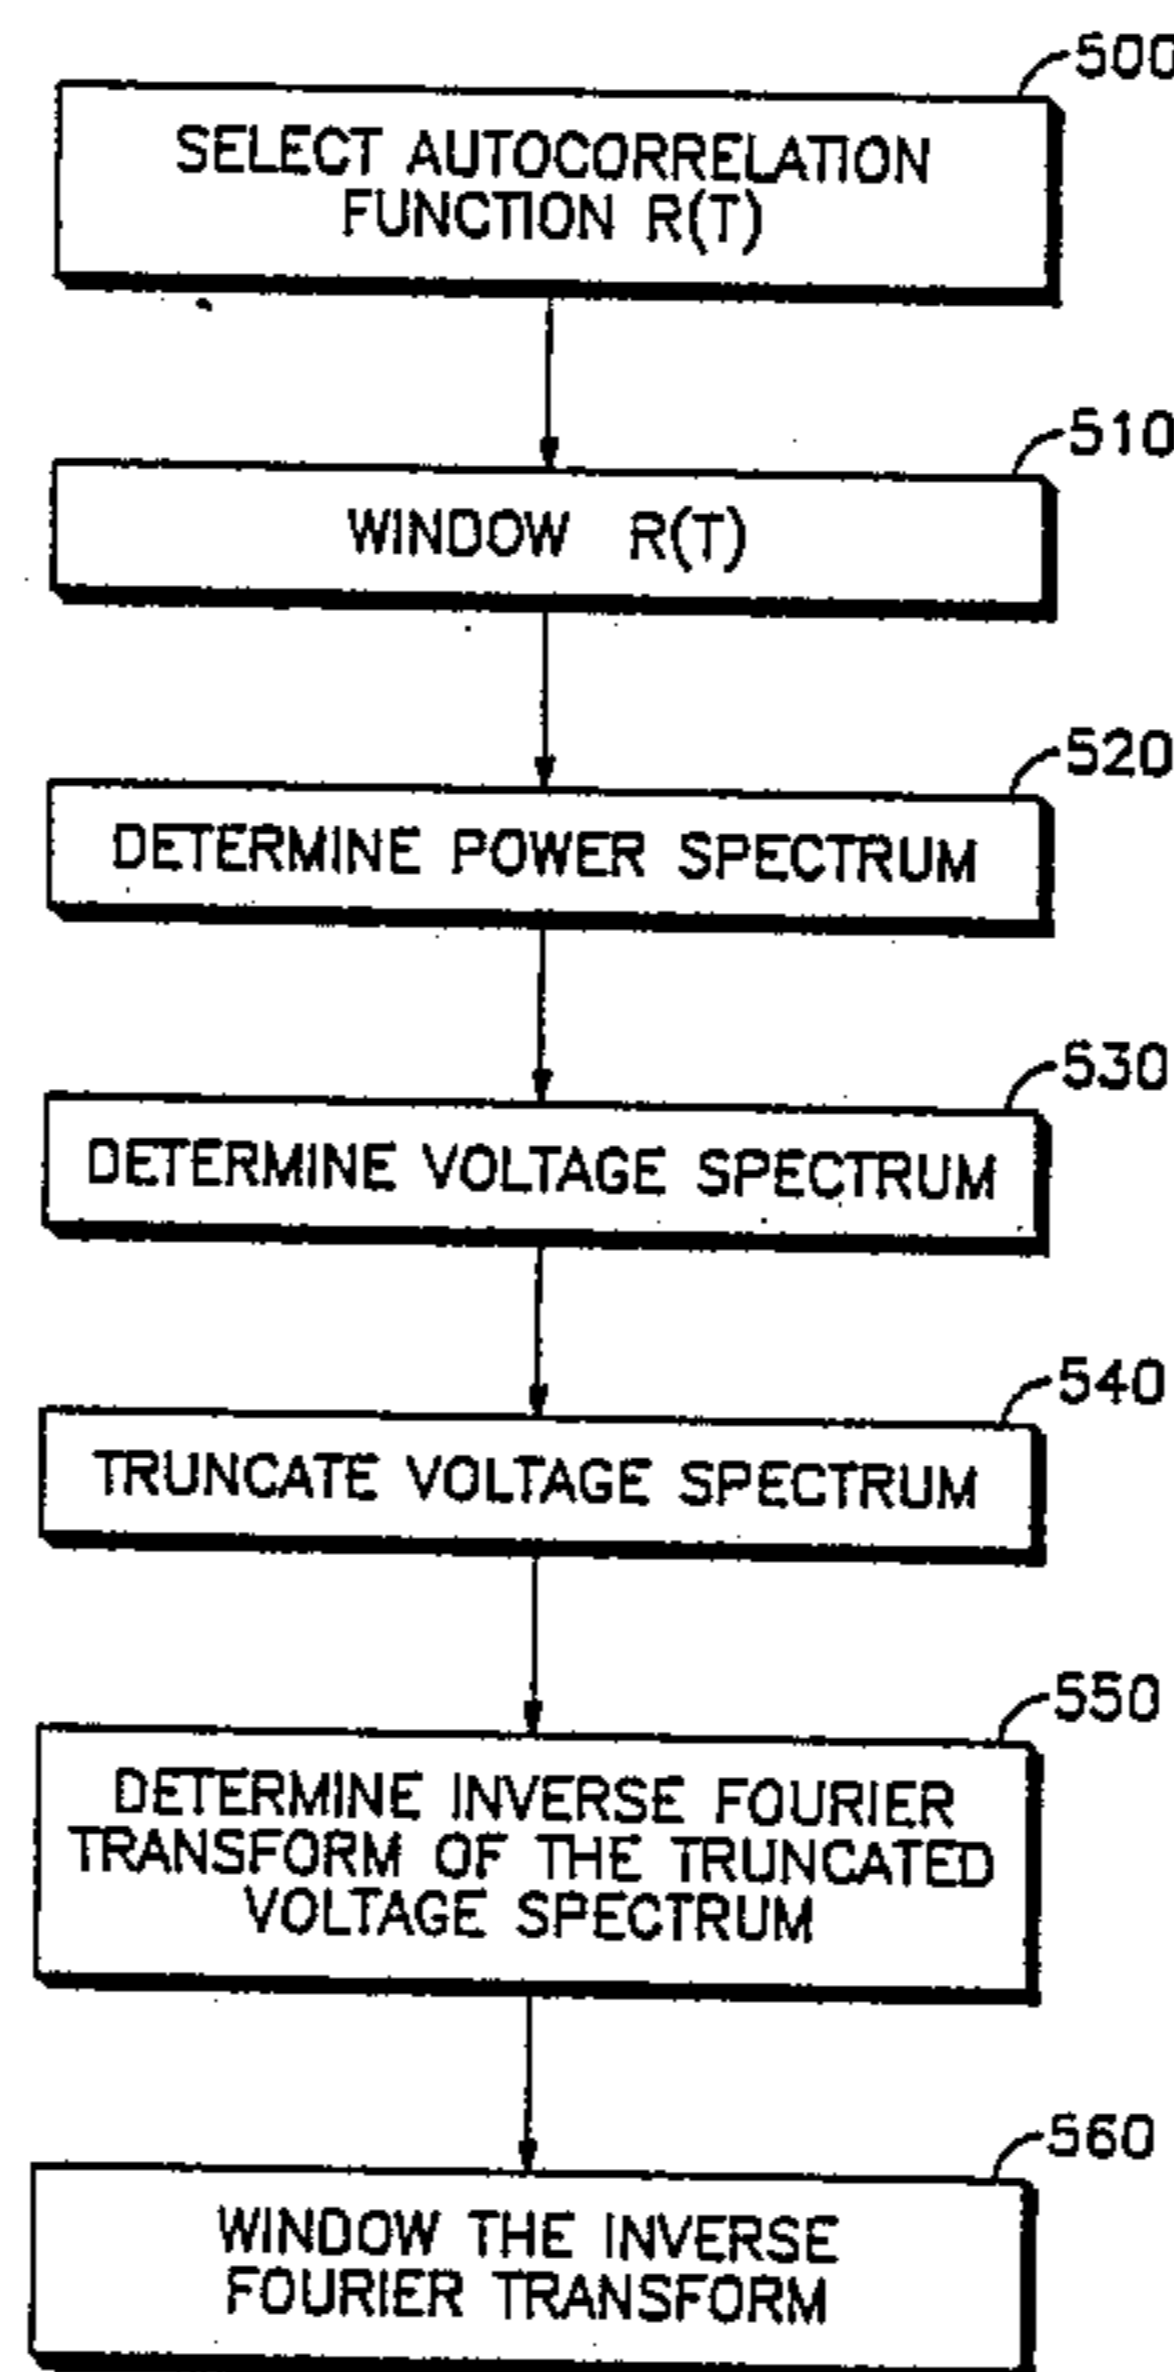 500
SELECT AUTOCORRELATION
FUNCTION R(T)
510
WINDOW R(T)
520
DETERMINE POWER SPECTRUM
530
DETERMINE VOLTAGE SPECTRUM
540
TRUNCATE VOLTAGE SPECTRUM
550
DETERMINE INVERSE FOURIER
TRANSFORM OF THE TRUNCATED
VOLTAGE SPECTRUM
560
WINDOW THE INVERSE
FOURIER TRANSFORM